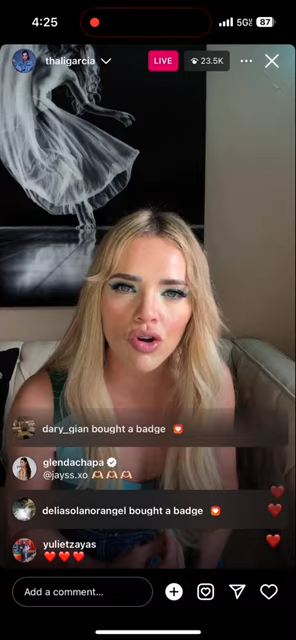 4:25
5G
87
thaligarcia
LIVE
23.5K
dary_gian bought a badge
glendachapa
@jayss.xo 🫶🏼🫶🏼🫶🏼
deliasolanorangel bought a badge
yulietzayas
❤️❤️❤️
Add a comment...